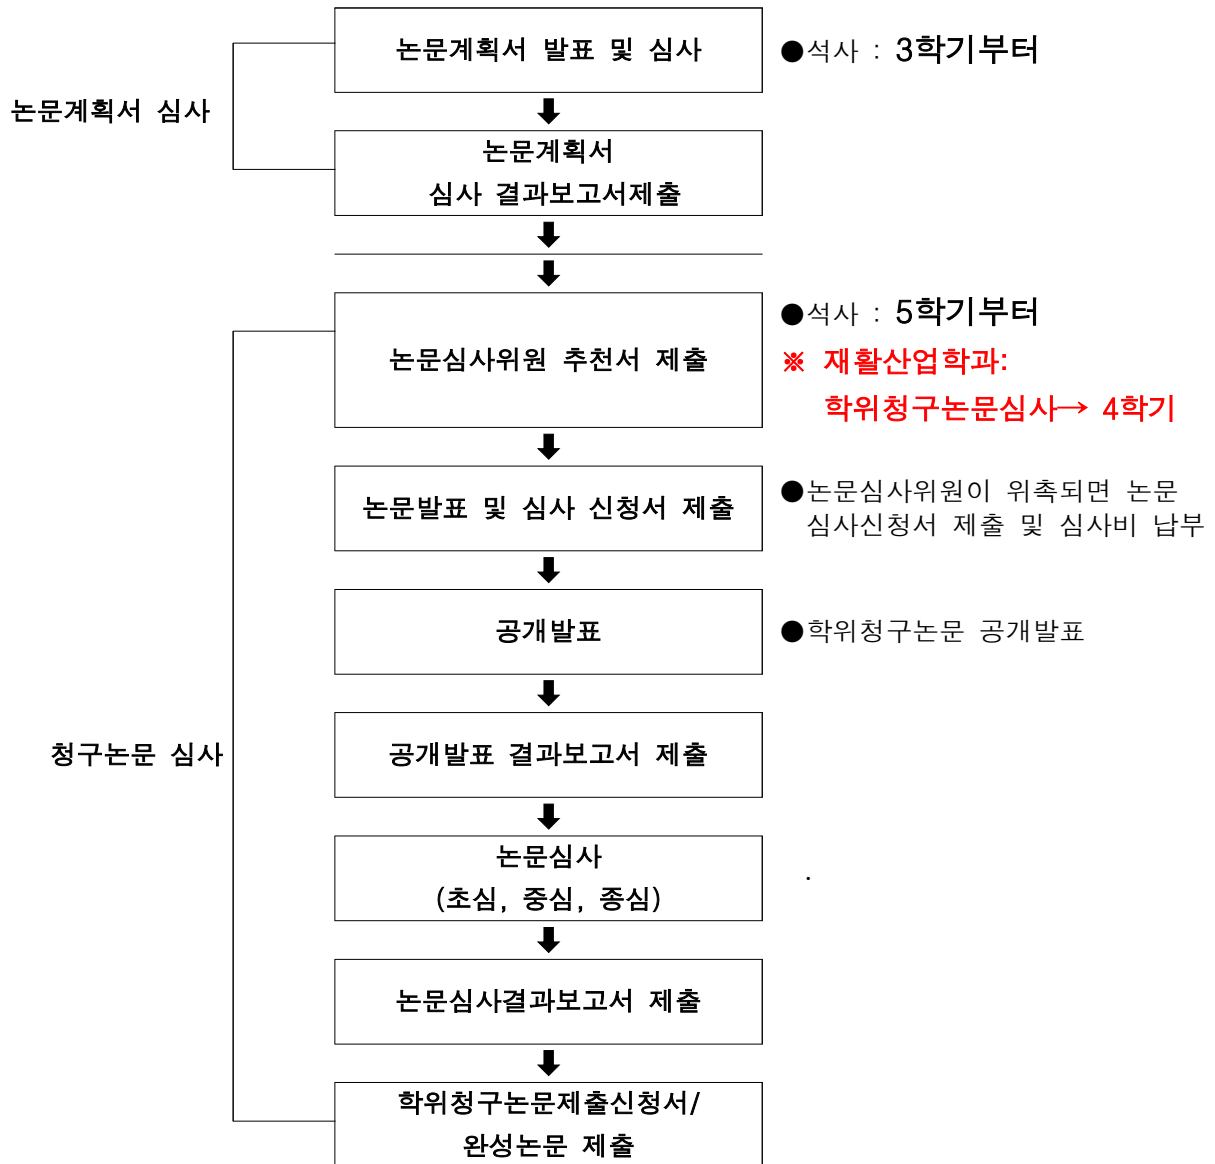 논문계획서 발표 및 심사
●석사 : 3학기부터
논문계획서 심사
논문계획서
심사 결과보고서제출
논문심사위원 추천서 제출
●석사 : 5학기부터
※ 재활산업학과:
학위청구논문심사→ 4학기
논문발표 및 심사 신청서 제출
●논문심사위원이 위촉되면 논문
심사신청서 제출 및 심사비 납부
공개발표
●학위청구논문 공개발표
청구논문 심사
공개발표 결과보고서 제출
논문심사
(초심, 중심, 종심)
.
논문심사결과보고서 제출
학위청구논문제출신청서/
완성논문 제출